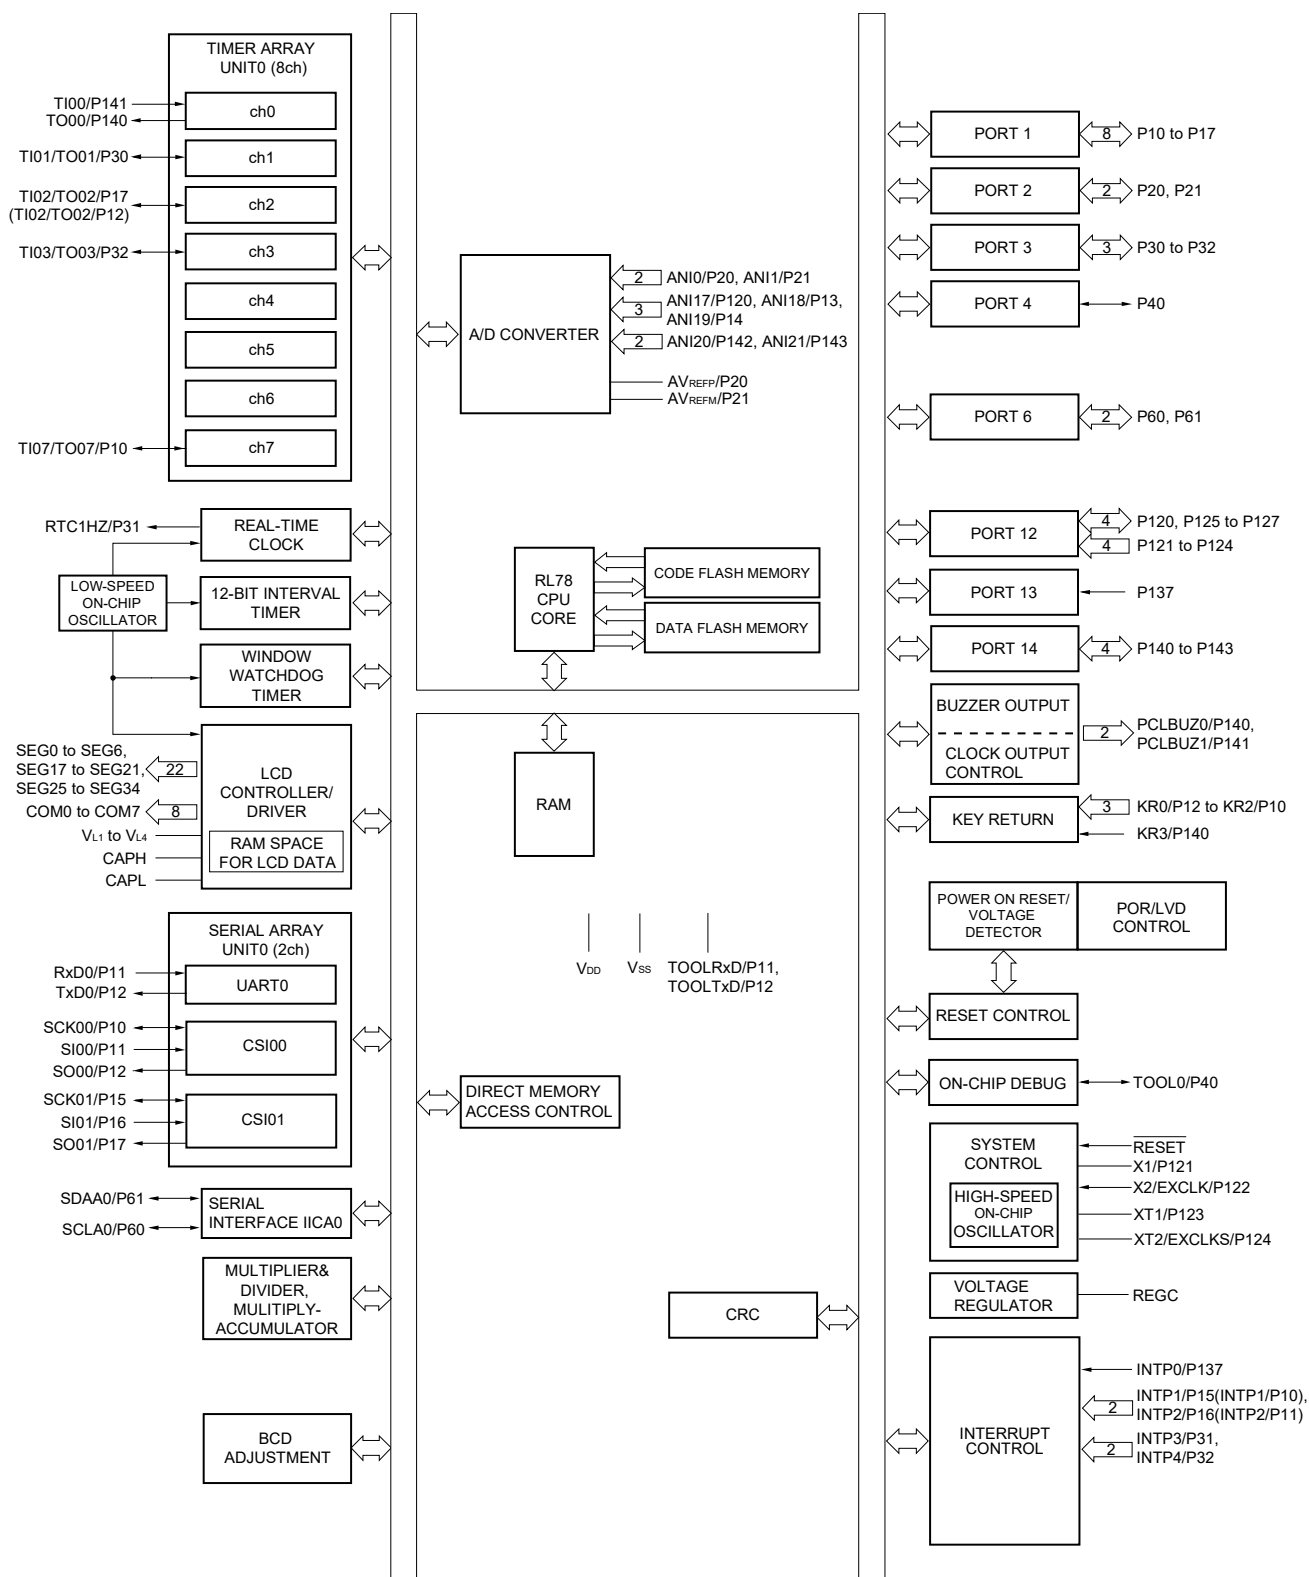 TIMER ARRAY
UNIT0 (8ch)
TI00/P141
TO00/P140
ch0
TI01/TO01/P30
ch1
TI02/TO02/P17
(TI02/TO02/P12)
ch2
TI03/TO03/P32
ch3
ch4
ch5
ch6
TI07/TO07/P10
ch7
RTC1HZ/P31
REAL-TIME
CLOCK
LOW-SPEED
ON-CHIP
OSCILLATOR
12-BIT INTERVAL
TIMER
WINDOW
WATCHDOG
TIMER
SEG0 to SEG6,
SEG17 to SEG21,
SEG25 to SEG34
22
COM0 to COM7
8
VL1 to VL4
CAPH
CAPL
LCD
CONTROLLER/
DRIVER
RAM SPACE
FOR LCD DATA
SERIAL ARRAY
UNIT0 (2ch)
RxD0/P11
TxD0/P12
UART0
SCK00/P10
SI00/P11
SO00/P12
CSI00
SCK01/P15
SI01/P16
SO01/P17
CSI01
SDAA0/P61
SCLA0/P60
SERIAL
INTERFACE IICA0
MULTIPLIER&
DIVIDER,
MULITIPLY-
ACCUMULATOR
BCD
ADJUSTMENT
A/D CONVERTER
2
ANI0/P20, ANI1/P21
3
ANI17/P120, ANI18/P13,
ANI19/P14
2
ANI20/P142, ANI21/P143
AVREFP/P20
AVREFM/P21
RL78
CPU
CORE
CODE FLASH MEMORY
DATA FLASH MEMORY
RAM
VDD
VSS
TOOLRxD/P11,
TOOLTxD/P12
DIRECT MEMORY
ACCESS CONTROL
CRC
PORT 1
8
P10 to P17
PORT 2
2
P20, P21
PORT 3
3
P30 to P32
PORT 4
P40
PORT 6
2
P60, P61
PORT 12
4
P120, P125 to P127
4
P121 to P124
PORT 13
P137
PORT 14
4
P140 to P143
BUZZER OUTPUT
CLOCK OUTPUT
CONTROL
2
PCLBUZ0/P140,
PCLBUZ1/P141
KEY RETURN
3
KR0/P12 to KR2/P10
KR3/P140
POWER ON RESET/
VOLTAGE
DETECTOR
POR/LVD
CONTROL
RESET CONTROL
ON-CHIP DEBUG
TOOL0/P40
SYSTEM
CONTROL
HIGH-SPEED
ON-CHIP
OSCILLATOR
RESET
X1/P121
X2/EXCLK/P122
XT1/P123
XT2/EXCLKS/P124
VOLTAGE
REGULATOR
REGC
INTERRUPT
CONTROL
INTP0/P137
2
INTP1/P15(INTP1/P10),
INTP2/P16(INTP2/P11)
2
INTP3/P31,
INTP4/P32